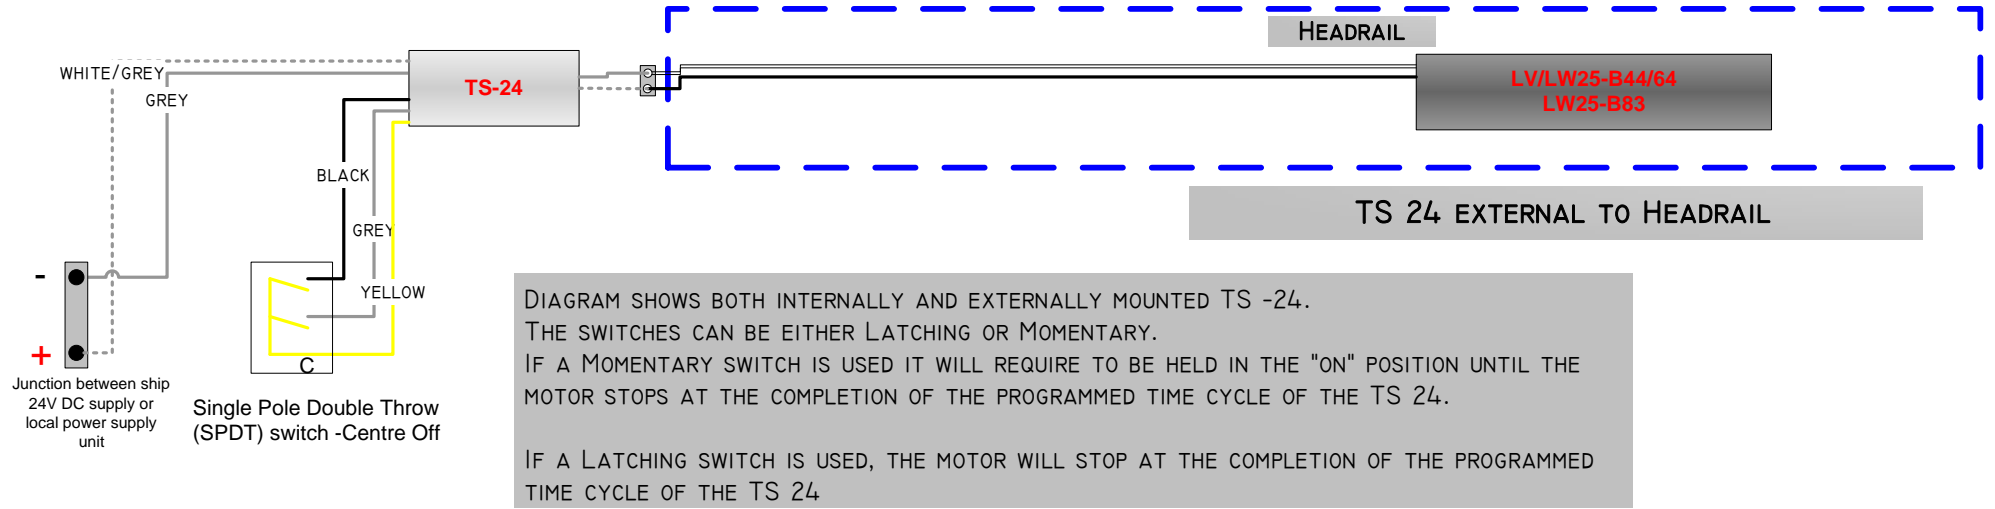 HEADRAIL
WHITE/GREY
TS-24
LV/LW25-B44/64
LW25-B83
GREY
BLACK
TS 24 EXTERNAL TO HEADRAIL
GREY
-
YELLOW
+
C
Junction between ship
24V DC supply or
local power supply
unit
Single Pole Double Throw
(SPDT) switch -Centre Off
DIAGRAM SHOWS BOTH INTERNALLY AND EXTERNALLY MOUNTED TS -24.
THE SWITCHES CAN BE EITHER LATCHING OR MOMENTARY.
IF A MOMENTARY SWITCH IS USED IT WILL REQUIRE TO BE HELD IN THE "ON" POSITION UNTIL THE
MOTOR STOPS AT THE COMPLETION OF THE PROGRAMMED TIME CYCLE OF THE TS 24.
IF A LATCHING SWITCH IS USED, THE MOTOR WILL STOP AT THE COMPLETION OF THE PROGRAMMED
TIME CYCLE OF THE TS 24